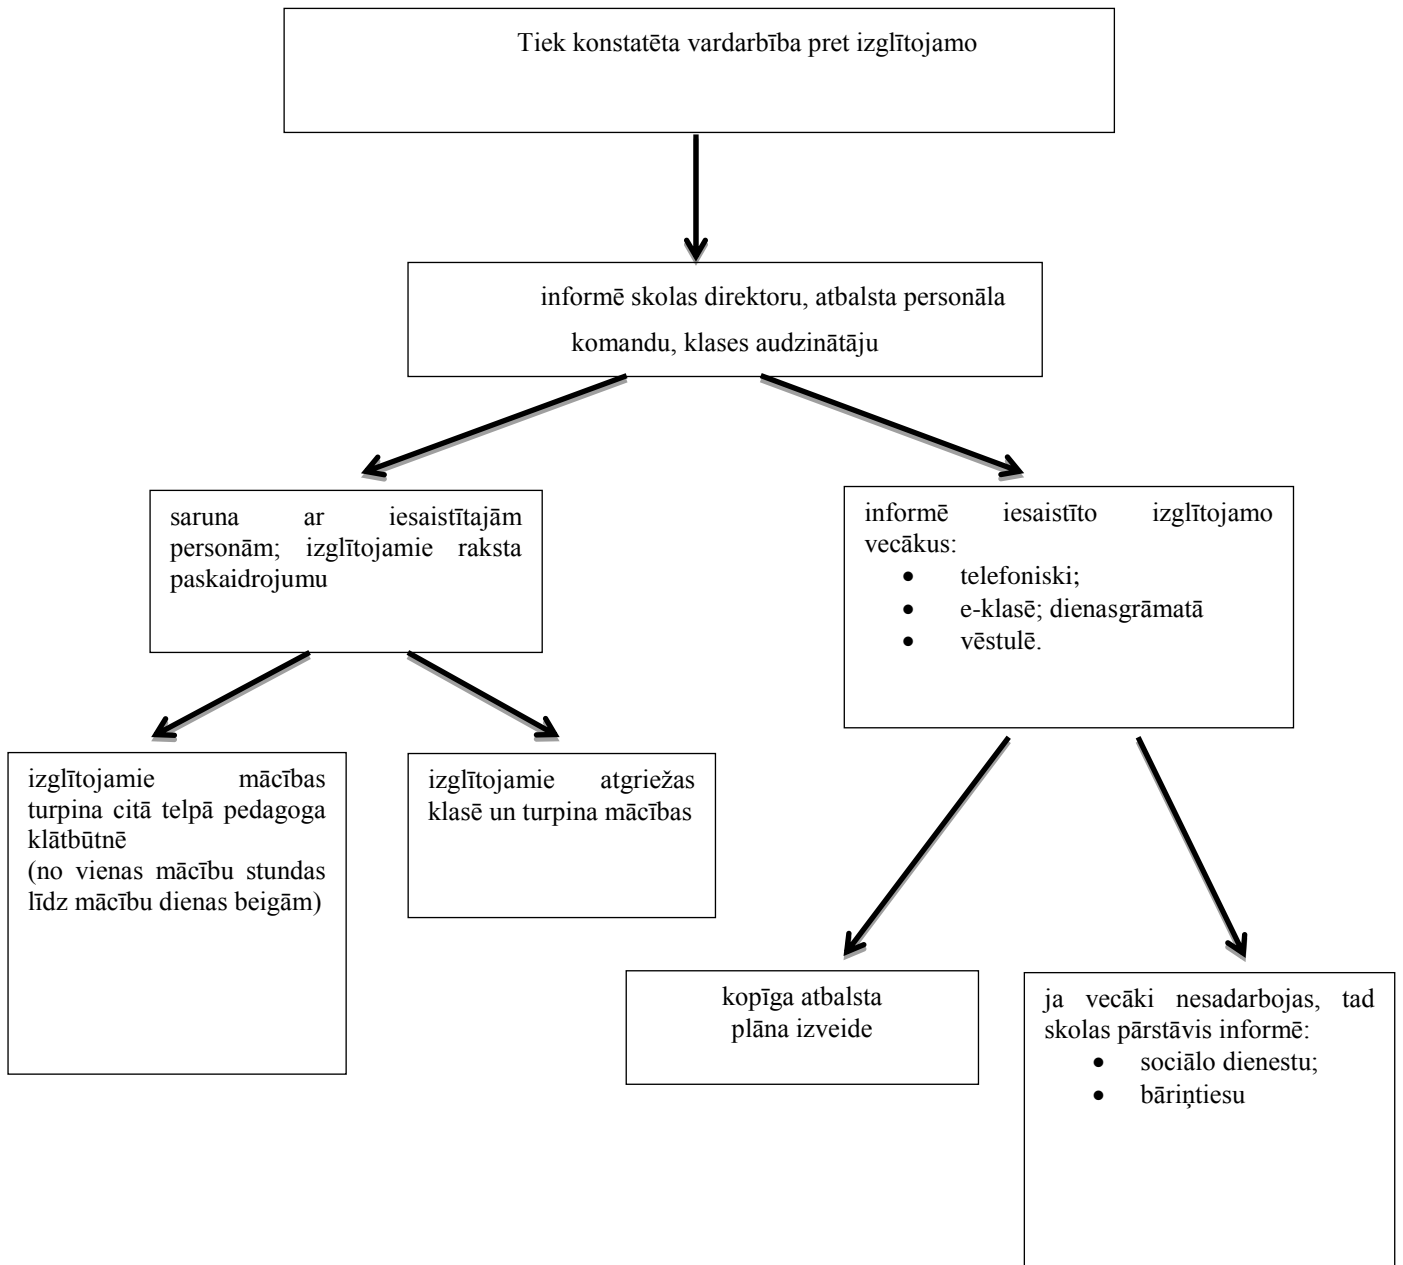 Tiek konstatēta vardarbība pret izglītojamo
informē skolas direktoru, atbalsta personāla
komandu, klases audzinātāju
saruna ar iesaistītajām
personām; izglītojamie raksta
paskaidrojumu
informē iesaistīto izglītojamo
vecākus:
• telefoniski;
• e-klasē; dienasgrāmatā
• vēstulē.
izglītojamie mācības
turpina citā telpā pedagoga
klātbūtnē
(no vienas mācību stundas
līdz mācību dienas beigām)
izglītojamie atgriežas
klasē un turpina mācības
kopīga atbalsta
plāna izveide
ja vecāki nesadarbojas, tad
skolas pārstāvis informē:
• sociālo dienestu;
• bāriņtiesu